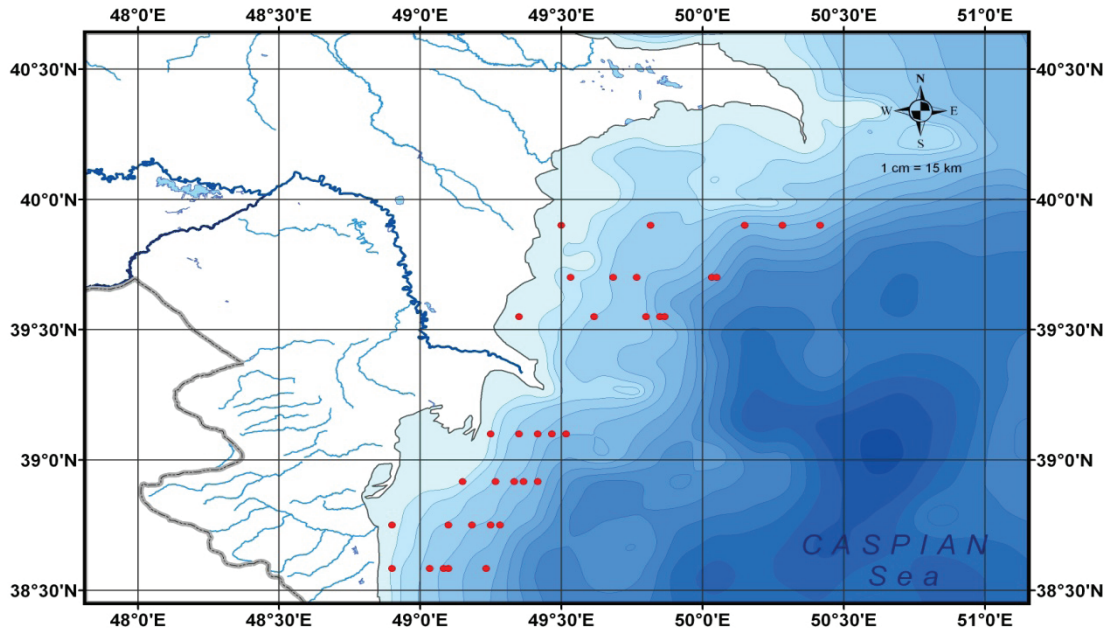 48°0'E 48°30'E 49°0'E 49°30'E 50°0'E 50°30'E 51°0'E
40°30'N 40°30'N
N
W E
S
1 cm = 15 km
40°0'N 40°0'N
39°30'N 39°30'N
39°0'N 39°0'N
CASPIAN
Sea
38°30'N 38°30'N
48°0'E 48°30'E 49°0'E 49°30'E 50°0'E 50°30'E 51°0'E